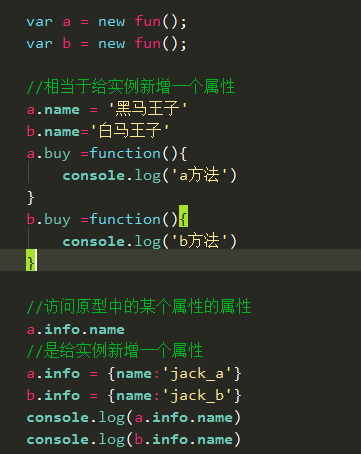 var a = new fun();
var b = new fun();
//相当于给实例新增一个属性
a.name = '黑马王子'
b.name='白马王子'
a.buy =function(){
console.log('a方法')
}
b.buy =function(){
console.log('b方法')
}
//访问原型中的某个属性的属性
a.info.name
//是给实例新增一个属性
a.info = {name:'jack_a'}
b.info = {name:'jack_b'}
console.log(a.info.name)
console.log(b.info.name)